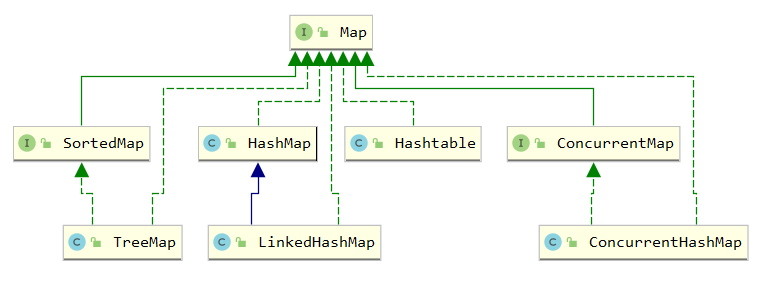 I Map
I SortedMap
C HashMap
C Hashtable
I ConcurrentMap
C TreeMap
C LinkedHashMap
C ConcurrentHashMap